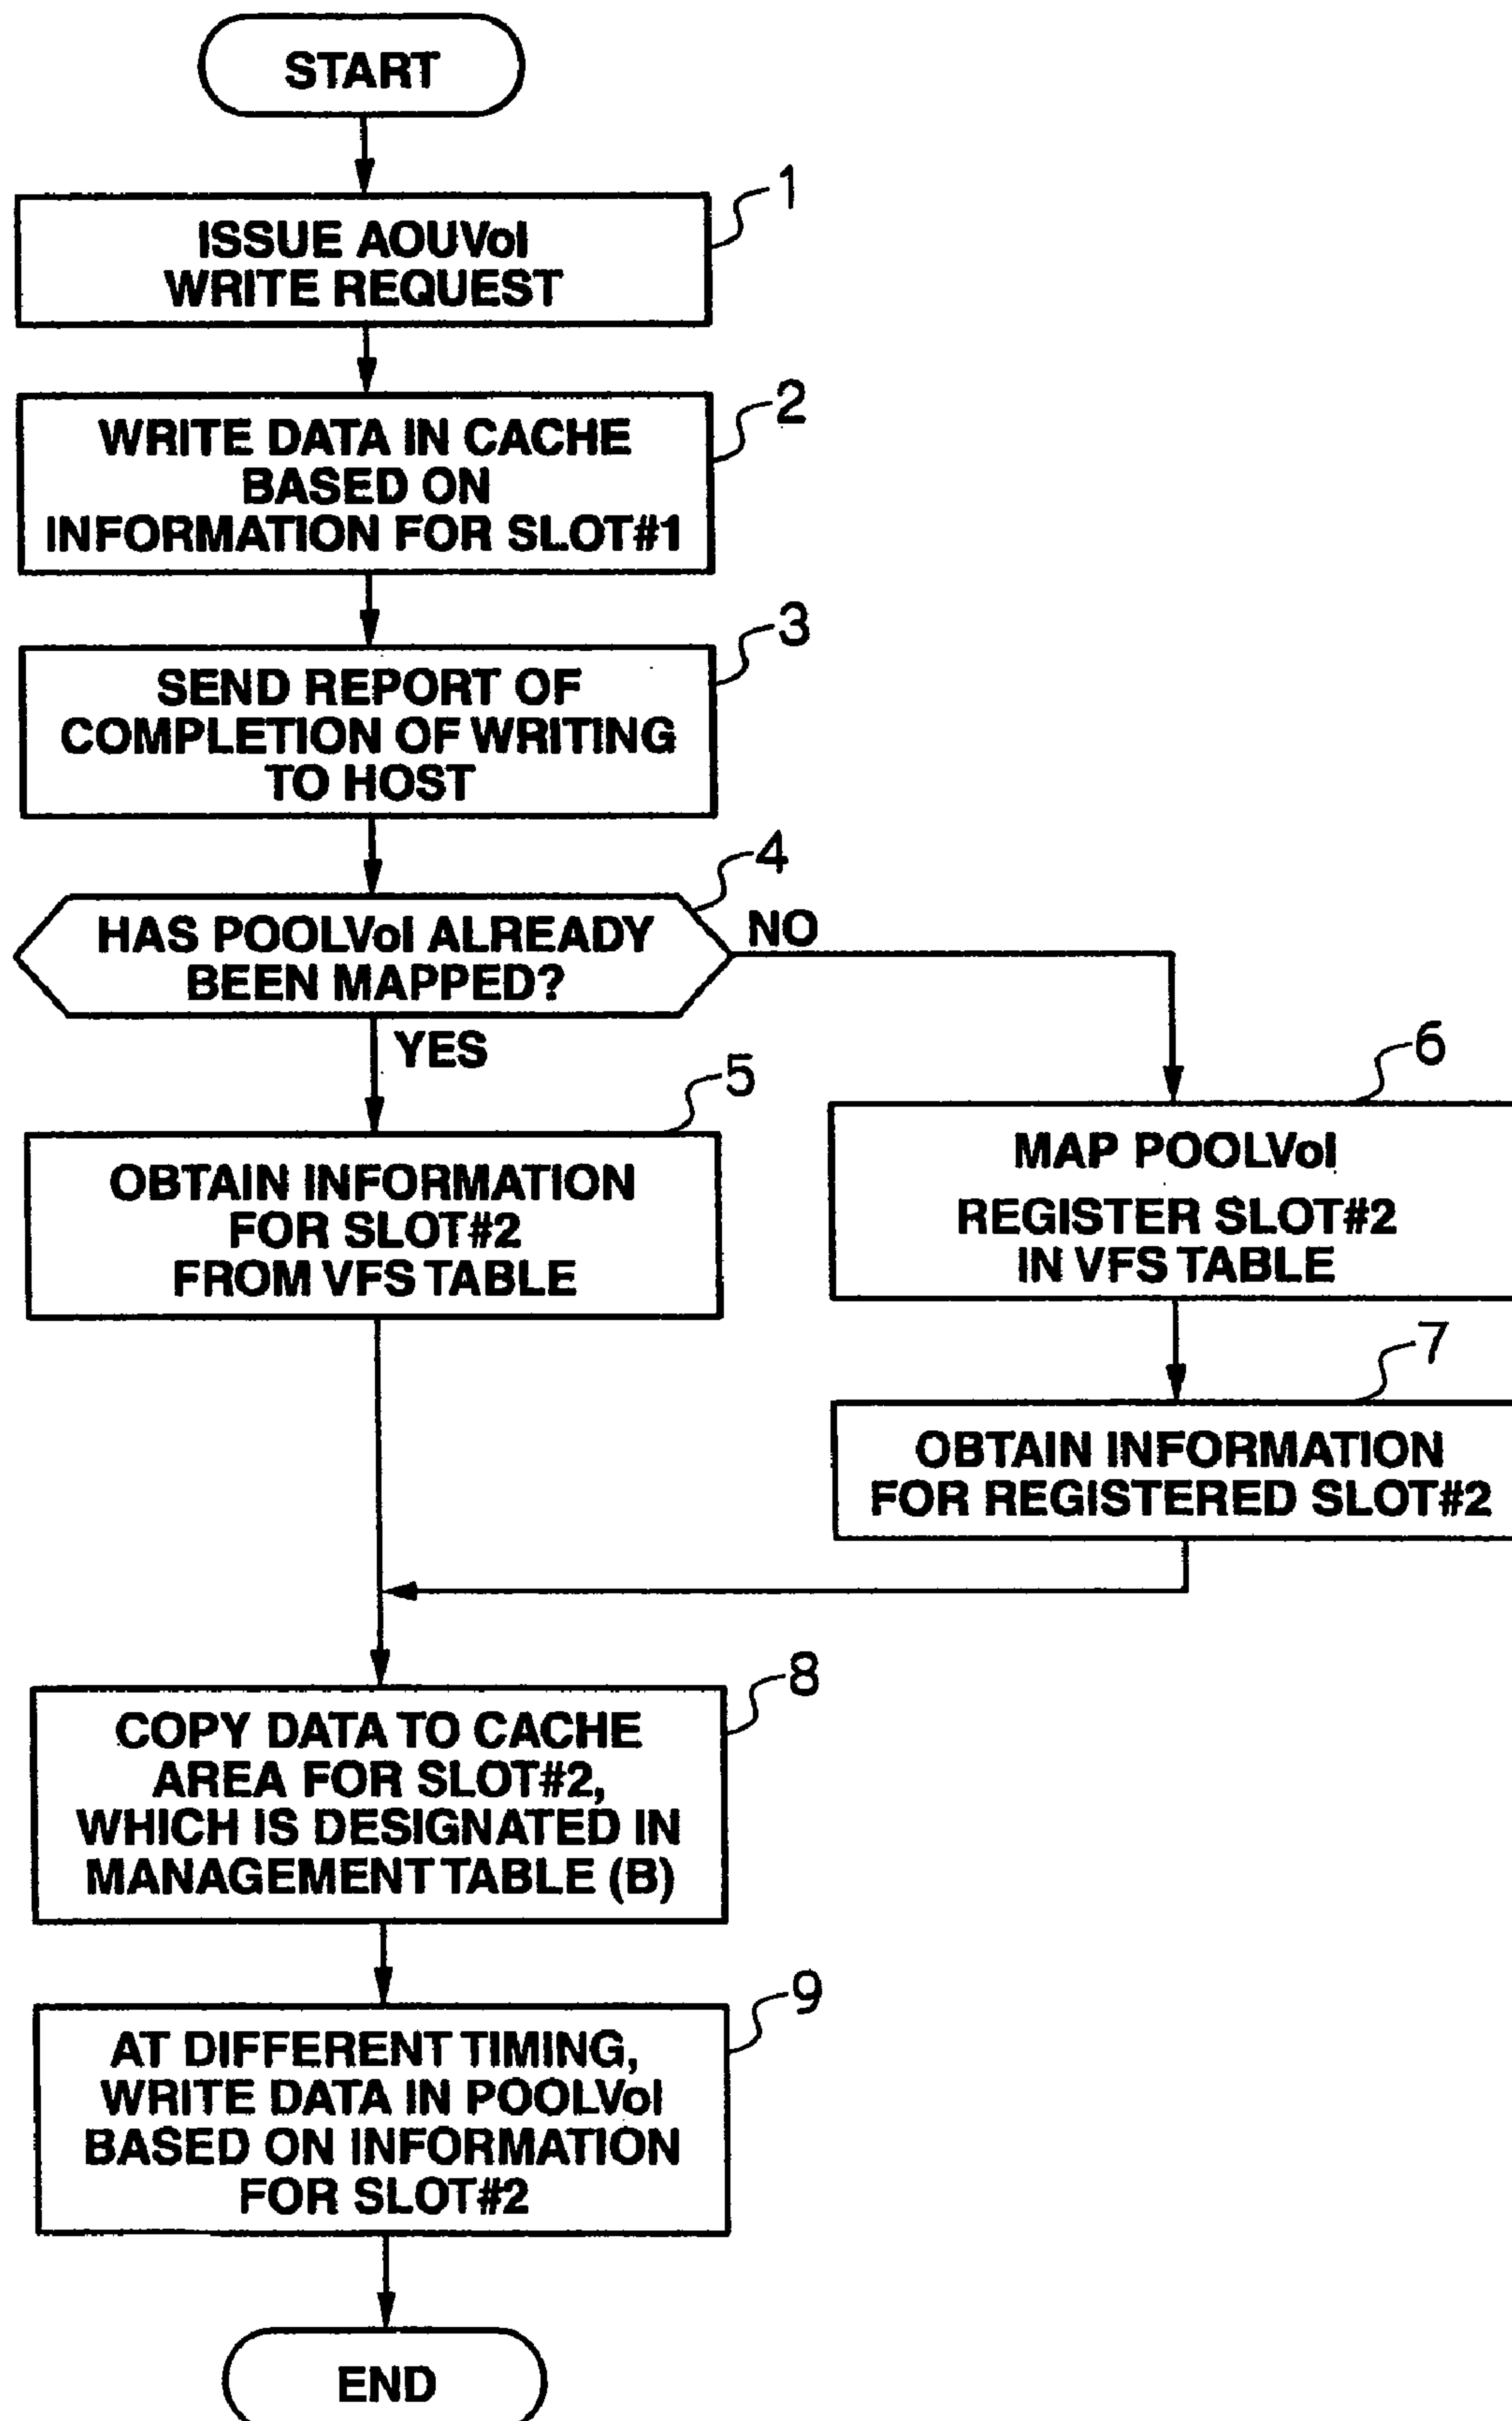 START
1
ISSUE AOUVol
WRITE REQUEST
2
WRITE DATA IN CACHE
BASED ON
INFORMATION FOR SLOT#1
3
SEND REPORT OF
COMPLETION OF WRITING
TO HOST
4
HAS POOLVol ALREADY
BEEN MAPPED?
NO
YES
5
OBTAIN INFORMATION
FOR SLOT#2
FROM VFS TABLE
6
MAP POOLVol
REGISTER SLOT#2
IN VFS TABLE
7
OBTAIN INFORMATION
FOR REGISTERED SLOT#2
8
COPY DATA TO CACHE
AREA FOR SLOT#2,
WHICH IS DESIGNATED IN
MANAGEMENT TABLE (B)
9
AT DIFFERENT TIMING,
WRITE DATA IN POOLVol
BASED ON INFORMATION
FOR SLOT#2
END